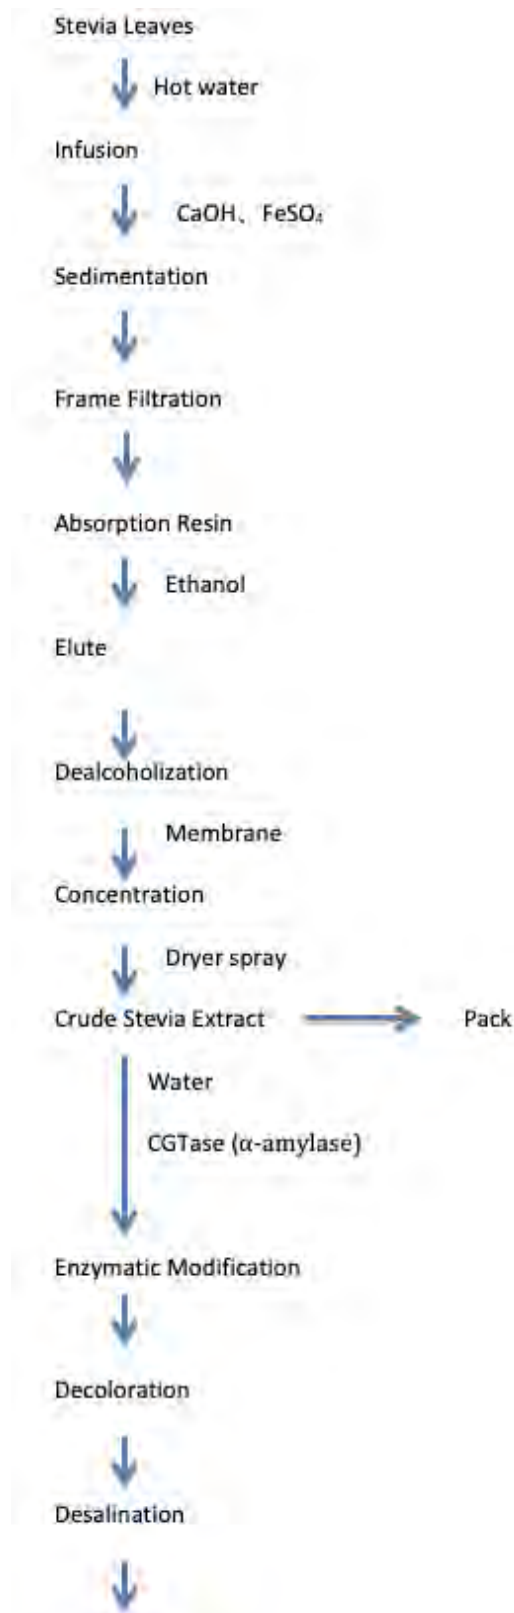 Stevia Leaves
Hot water
Infusion
CaOH、FeSO₄
Sedimentation
Frame Filtration
Absorption Resin
Ethanol
Elute
Dealcoholization
Membrane
Concentration
Dryer spray
Crude Stevia Extract Pack
Water
CGTase (α-amylase)
Enzymatic Modification
Decoloration
Desalination